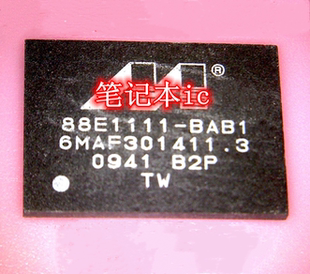 ®
笔记本ic
88E1111-BAB1
6MAF301411.3
0941 B2P
TW